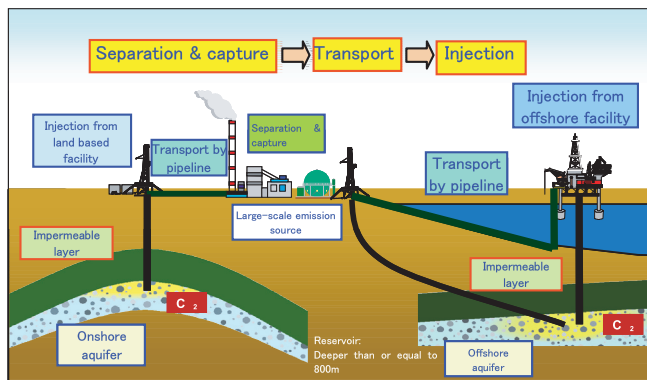 Separation & capture
Transport
Injection
Injection from
land based
facility
Transport by
pipeline
Separation &
capture
Injection from
offshore facility
Transport
by pipeline
Large-scale emission
source
Impermeable
layer
Impermeable
layer
C 2
C 2
Onshore
aquifer
Reservoir:
Deeper than or equal to
800m
Offshore
aquifer